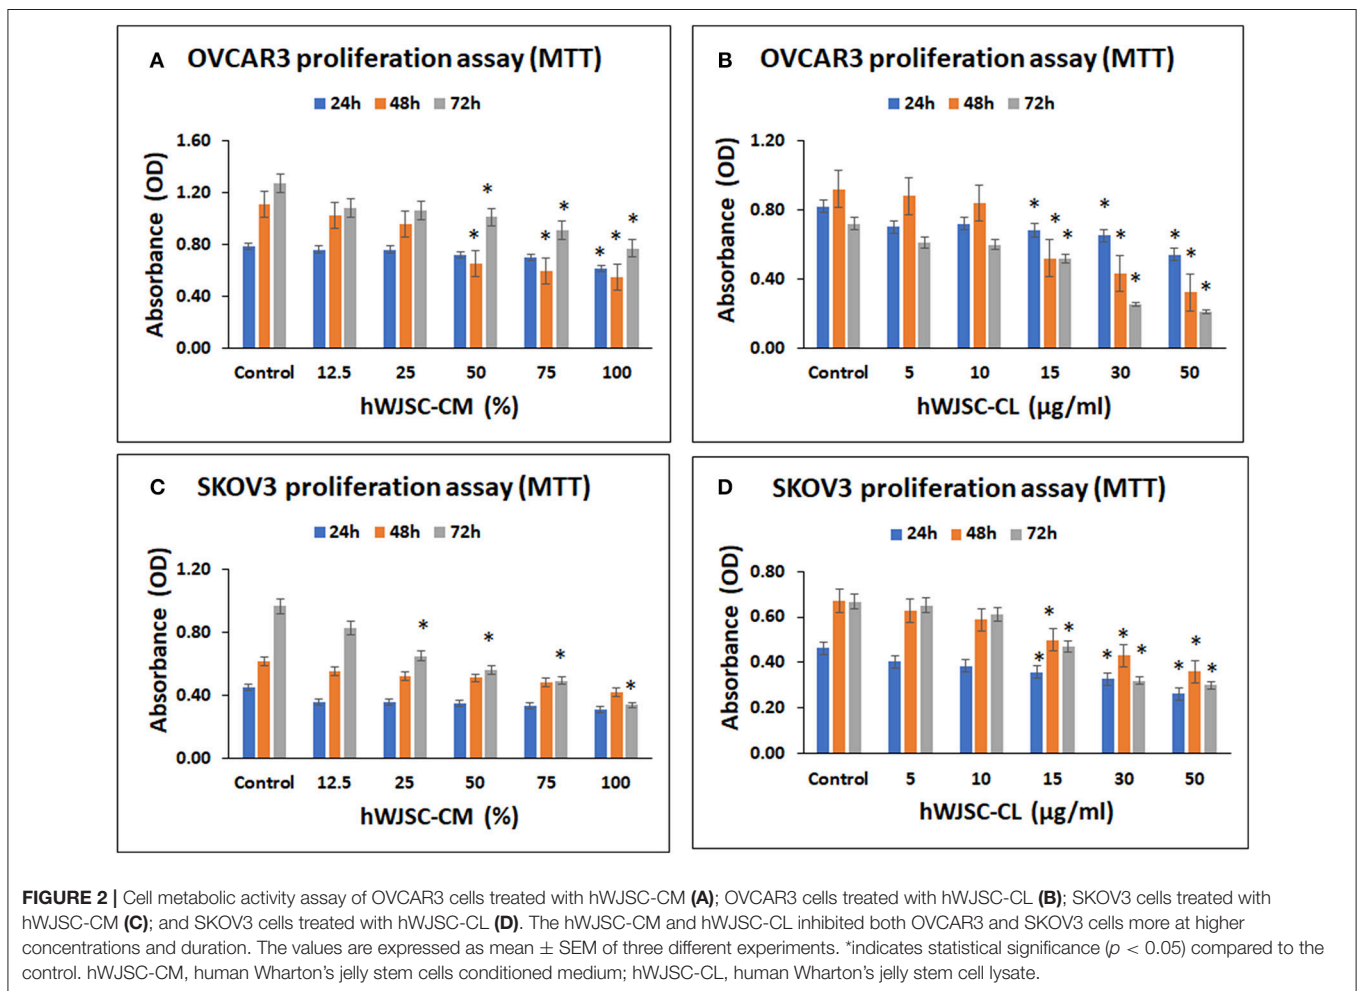 A OVCAR3 proliferation assay (MTT)
24h 48h 72h
Absorbance (OD)
1.60
1.20
0.80
0.40
0.00
* * * * * * *
Control 12.5 25 50 75 100
hWJSC-CM (%)
B OVCAR3 proliferation assay (MTT)
24h 48h 72h
Absorbance (OD)
1.20
0.80
0.40
0.00
* * * * * * * * *
Control 5 10 15 30 50
hWJSC-CL (µg/ml)
C SKOV3 proliferation assay (MTT)
24h 48h 72h
Absorbance (OD)
1.20
0.80
0.40
0.00
* * * *
Control 12.5 25 50 75 100
hWJSC-CM (%)
D SKOV3 proliferation assay (MTT)
24h 48h 72h
Absorbance (OD)
0.80
0.60
0.40
0.20
0.00
* * * * * * * * *
Control 5 10 15 30 50
hWJSC-CL (µg/ml)
FIGURE 2 | Cell metabolic activity assay of OVCAR3 cells treated with hWJSC-CM (A); OVCAR3 cells treated with hWJSC-CL (B); SKOV3 cells treated with
hWJSC-CM (C); and SKOV3 cells treated with hWJSC-CL (D). The hWJSC-CM and hWJSC-CL inhibited both OVCAR3 and SKOV3 cells more at higher
concentrations and duration. The values are expressed as mean ± SEM of three different experiments. *indicates statistical significance (p < 0.05) compared to the
control. hWJSC-CM, human Wharton's jelly stem cells conditioned medium; hWJSC-CL, human Wharton's jelly stem cell lysate.